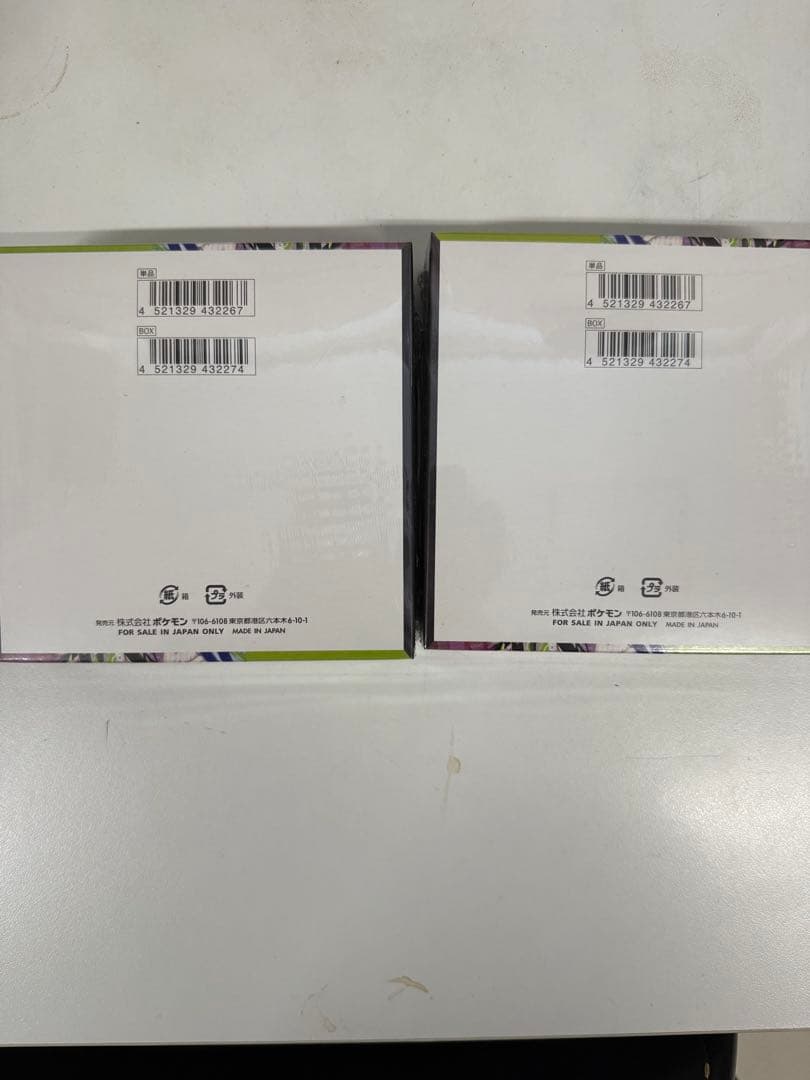 単品
4 521329 432267
BOX
4 521329 432274
紙 箱 プラ 外装
発売元 株式会社 ポケモン 〒106-6108 東京都港区六本木6-10-1
FOR SALE IN JAPAN ONLY MADE IN JAPAN
単品
4 521329 432267
BOX
4 521329 432274
紙 箱 プラ 外装
発売元 株式会社 ポケモン 〒106-6108 東京都港区六本木6-10-1
FOR SALE IN JAPAN ONLY MADE IN JAPAN